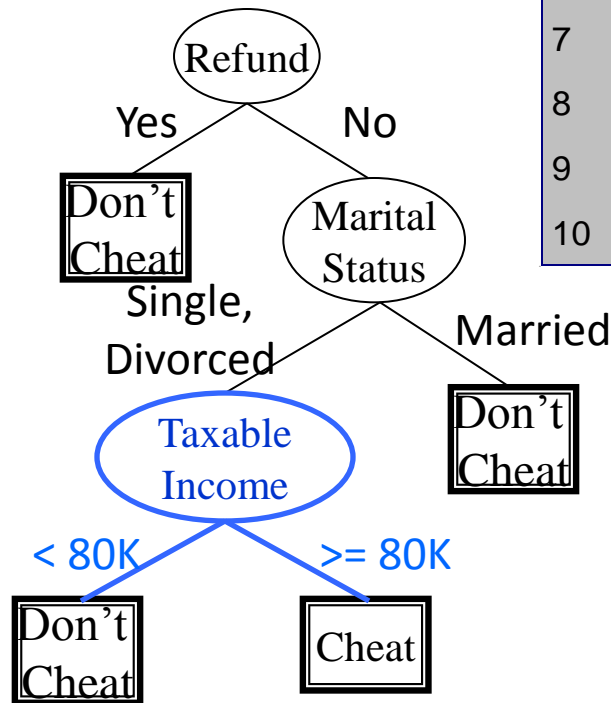 Refund
7
8
9
10
Yes
No
Don't
Cheat
Marital
Status
Single,
Divorced
Married
Taxable
Income
Don't
Cheat
< 80K
>= 80K
Don't
Cheat
Cheat